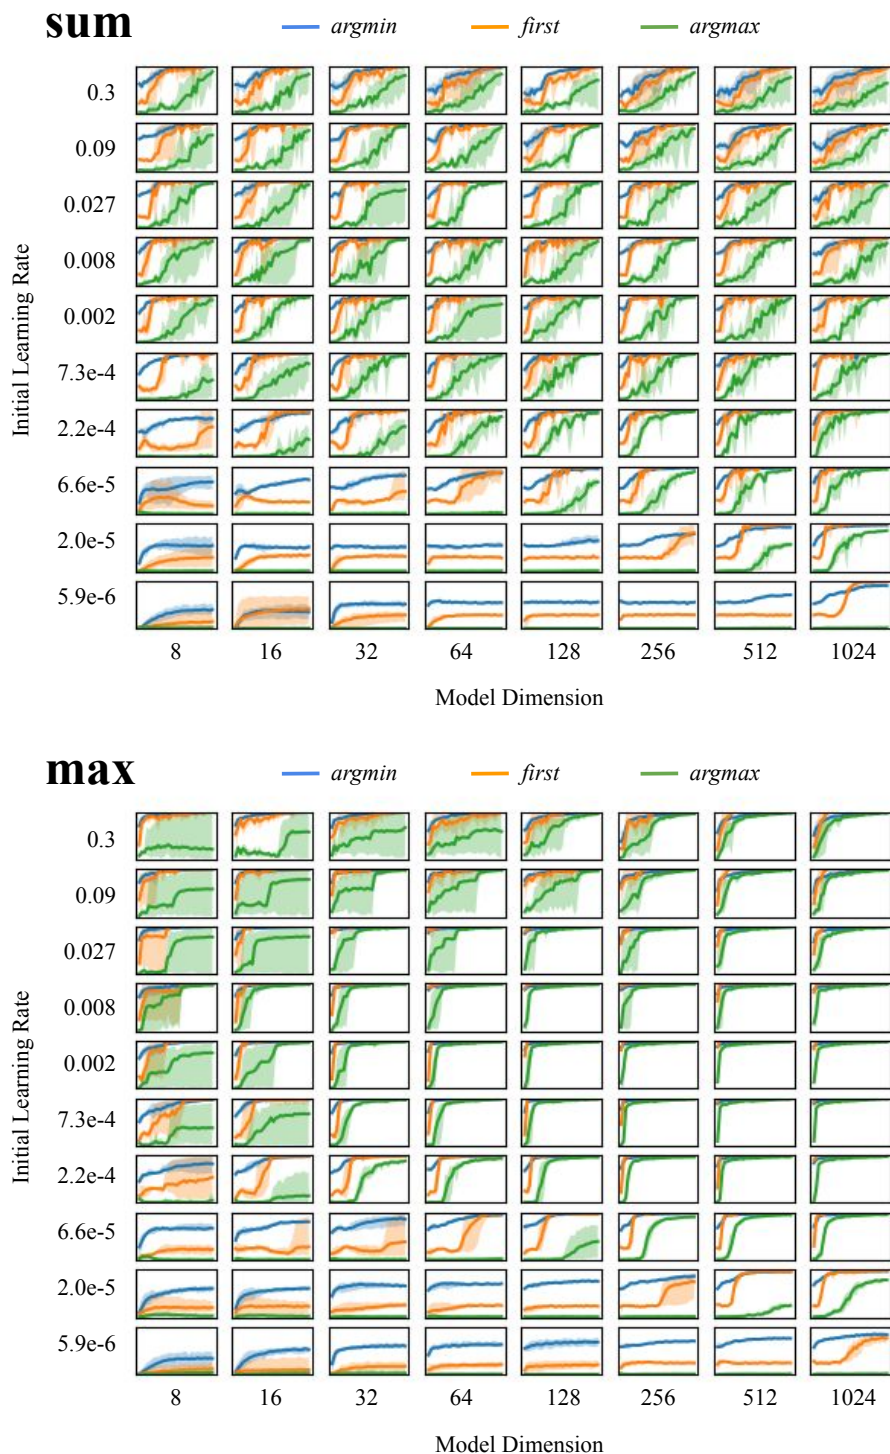 sum
argmin first argmax
Initial Learning Rate
0.3
0.09
0.027
0.008
0.002
7.3e-4
2.2e-4
6.6e-5
2.0e-5
5.9e-6
8 16 32 64 128 256 512 1024
Model Dimension
max
argmin first argmax
Initial Learning Rate
0.3
0.09
0.027
0.008
0.002
7.3e-4
2.2e-4
6.6e-5
2.0e-5
5.9e-6
8 16 32 64 128 256 512 1024
Model Dimension